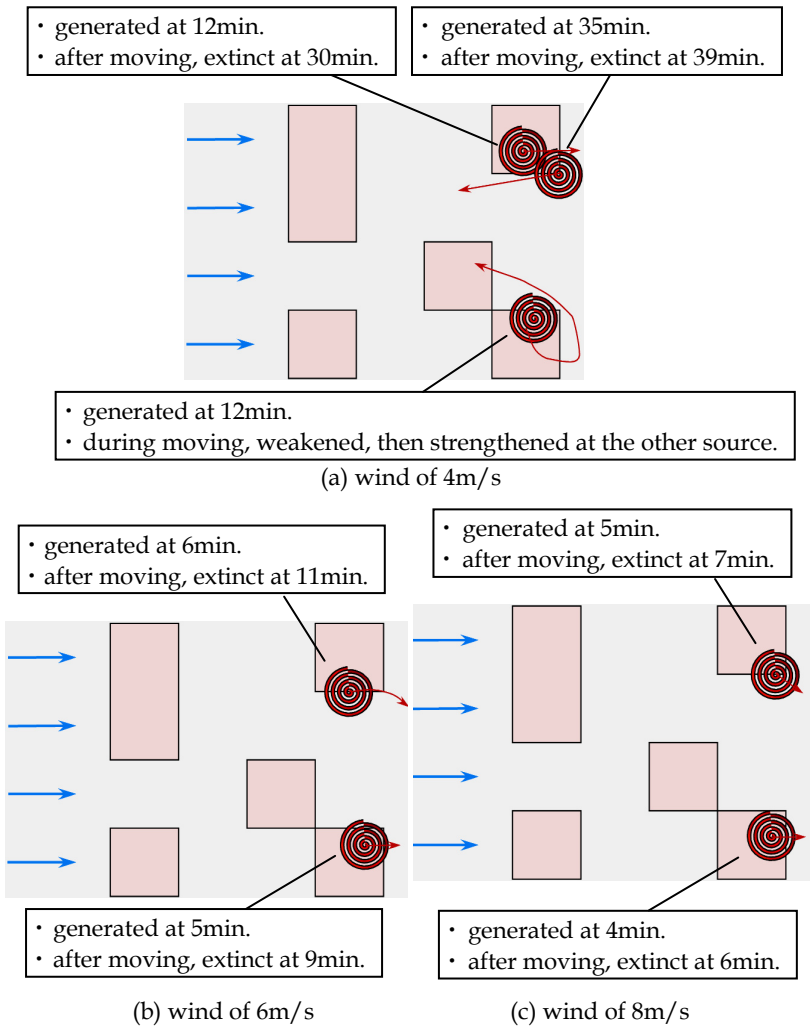 ・ generated at 12min.
・ after moving, extinct at 30min.
・ generated at 35min.
・ after moving, extinct at 39min.
・ generated at 12min.
・ during moving, weakened, then strengthened at the other source.
(a) wind of 4m/s
・ generated at 6min.
・ after moving, extinct at 11min.
・ generated at 5min.
・ after moving, extinct at 7min.
・ generated at 5min.
・ after moving, extinct at 9min.
・ generated at 4min.
・ after moving, extinct at 6min.
(b) wind of 6m/s
(c) wind of 8m/s